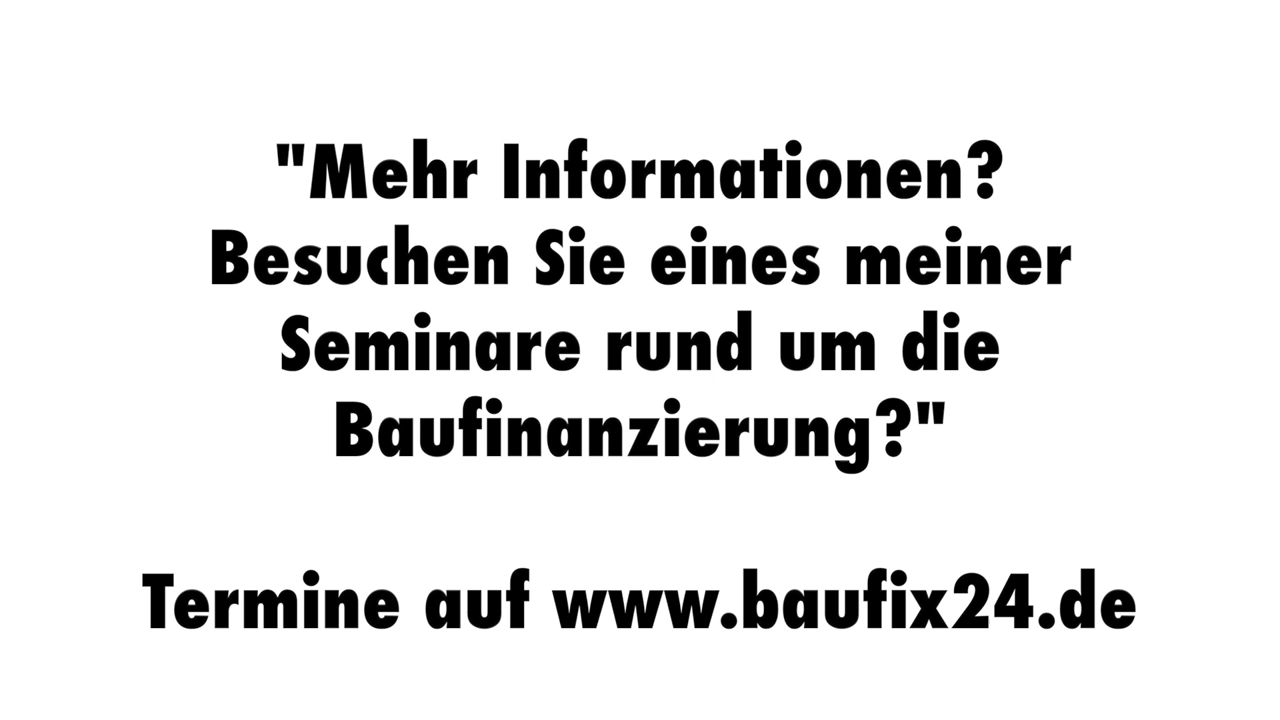 "Mehr Informationen?
Besuchen Sie eines meiner
Seminare rund um die
Baufinanzierung?"
Termine auf www.baufix24.de